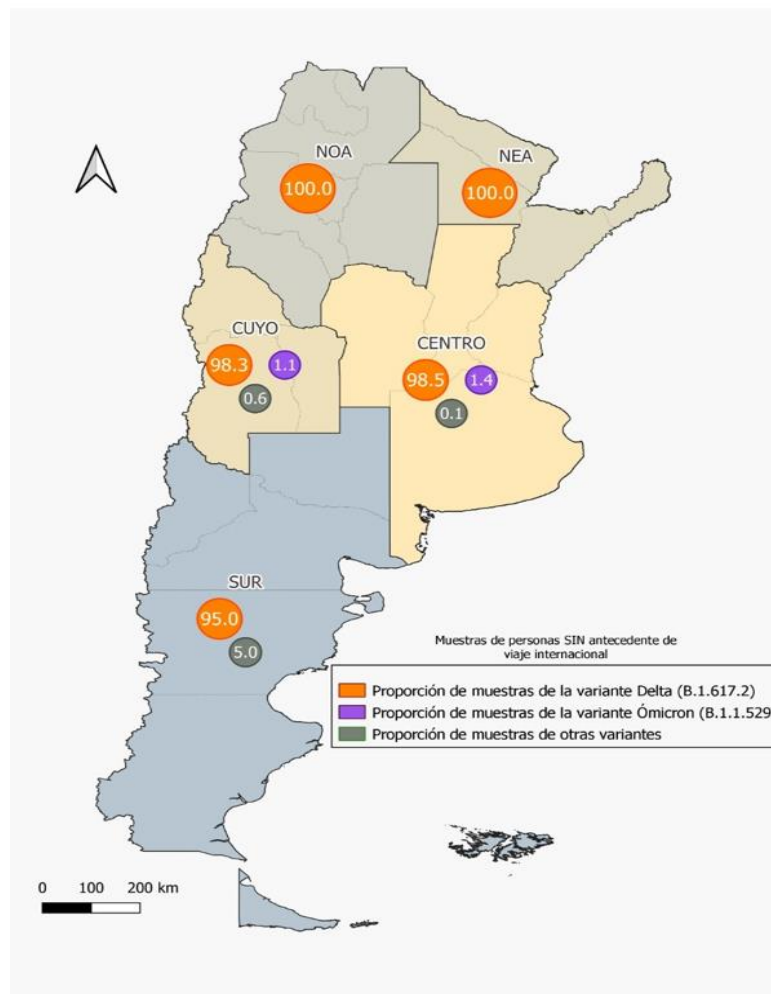 NOA
NEA
100.0
100.0
CUYO
CENTRO
98.3
1.1
98.5
1.4
0.6
0.1
SUR
95.0
5.0
Muestras de personas SIN antecedente de
viaje internacional
Proporción de muestras de la variante Delta (B.1.617.2)
Proporción de muestras de la variante Ómicron (B.1.1.529
Proporción de muestras de otras variantes
0 100 200 km